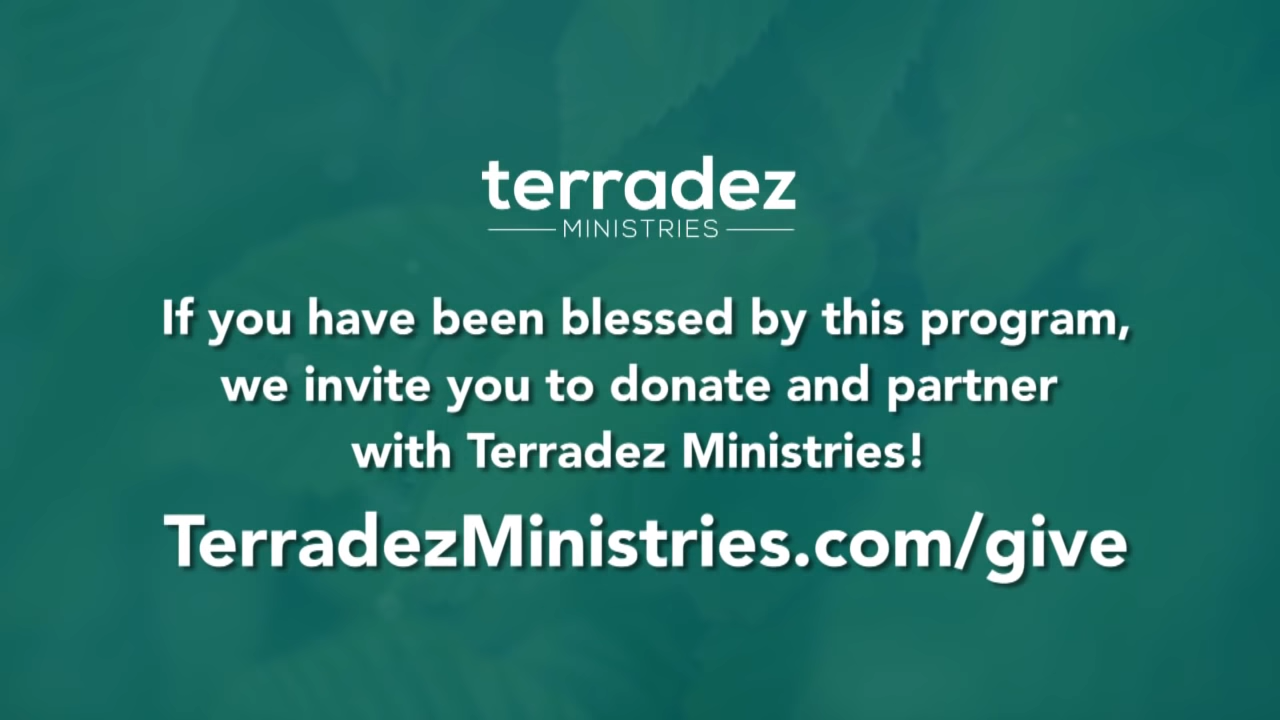 terradez
MINISTRIES
If you have been blessed by this program,
we invite you to donate and partner
with Terradez Ministries!
TerradezMinistries.com/give